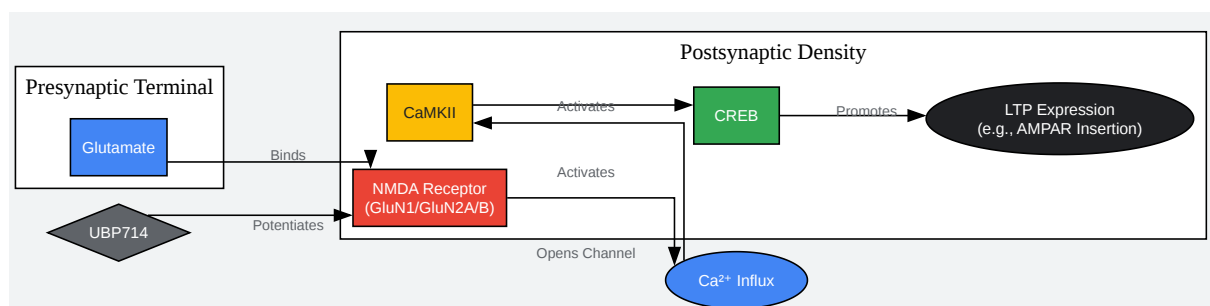 Postsynaptic Density
Presynaptic Terminal
CaMKII
Activates
CREB
Promotes
LTP Expression
(e.g., AMPAR Insertion)
Glutamate
Binds
Activates
NMDA Receptor
(GluN1/GluN2A/B)
UBP714
Potentiates
Opens Channel
Ca²⁺ Influx